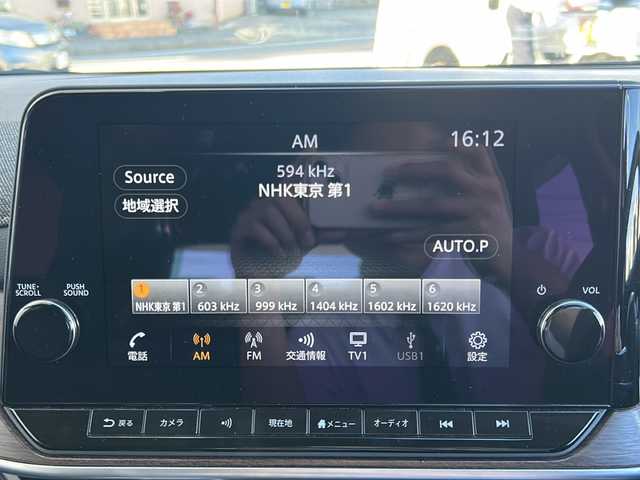 AM
16:12
594 kHz
NHK東京 第1
Source
地域選択
AUTO.P
1 2 3 4 5 6
NHK東京 第1 603 kHz 999 kHz 1404 kHz 1602 kHz 1620 kHz
TUNE・SCROLL
PUSH SOUND
VOL
電話 AM FM 交通情報 TV1 USB1 設定
戻る カメラ 現在地 メニュー オーディオ